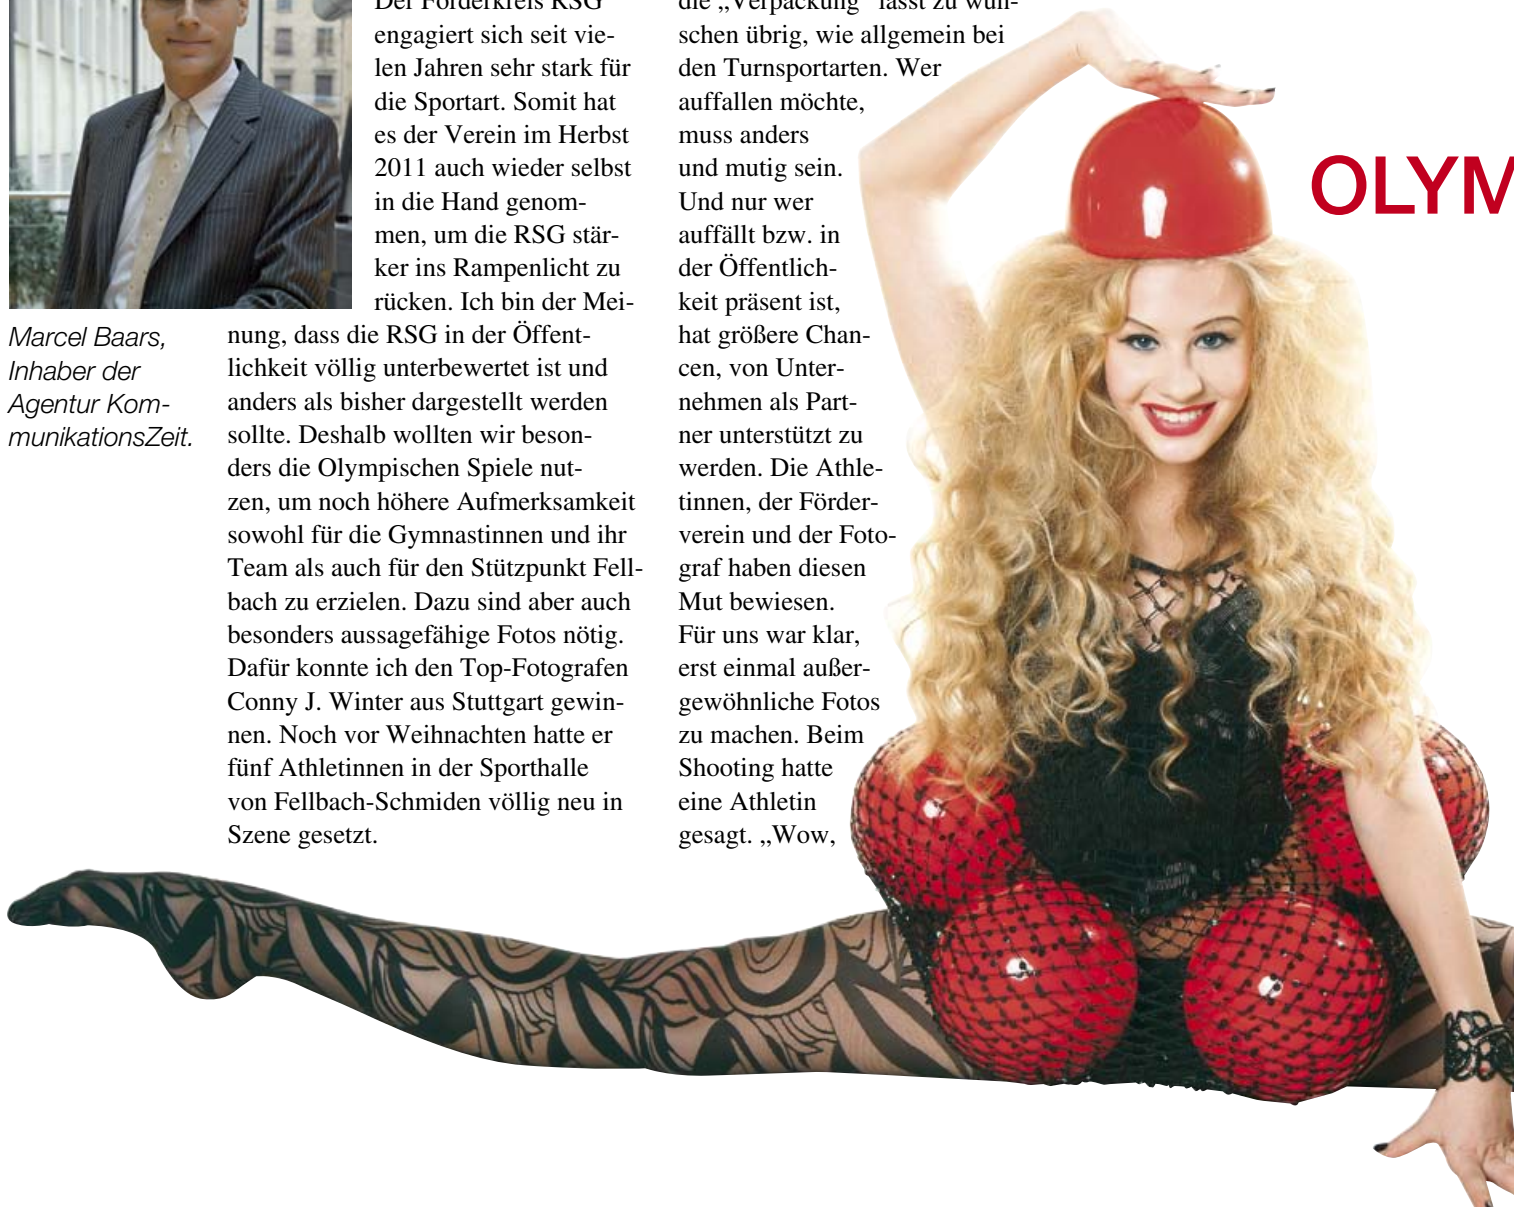 Marcel Baars,
Inhaber der
Agentur Kom-
munikationsZeit.
Der Förderkreis RSG
engagiert sich seit vie-
len Jahren sehr stark für
die Sportart. Somit hat
es der Verein im Herbst
2011 auch wieder selbst
in die Hand genom-
men, um die RSG stär-
ker ins Rampenlicht zu
rücken. Ich bin der Mei-
nung, dass die RSG in der Öffent-
lichkeit völlig unterbewertet ist und
anders als bisher dargestellt werden
sollte. Deshalb wollten wir beson-
ders die Olympischen Spiele nut-
zen, um noch höhere Aufmerksamkeit
sowohl für die Gymnastinnen und ihr
Team als auch für den Stützpunkt Fell-
bach zu erzielen. Dazu sind aber auch
besonders aussagefähige Fotos nötig.
Dafür konnte ich den Top-Fotografen
Conny J. Winter aus Stuttgart gewin-
nen. Noch vor Weihnachten hatte er
fünf Athletinnen in der Sporthalle
von Fellbach-Schmiden völlig neu in
Szene gesetzt.
die „Verpackung“ lässt zu wün-
schen übrig, wie allgemein bei
den Turnsportarten. Wer
auffallen möchte,
muss anders
und mutig sein.
Und nur wer
auffällt bzw. in
der Öffentlich-
keit präsent ist,
hat größere Chan-
cen, von Unter-
nehmen als Part-
ner unterstützt zu
werden. Die Athle-
tinnen, der Förder-
verein und der Foto-
graf haben diesen
Mut bewiesen.
Für uns war klar,
erst einmal außer-
gewöhnliche Fotos
zu machen. Beim
Shooting hatte
eine Athletin
gesagt. „Wow,
OLYM